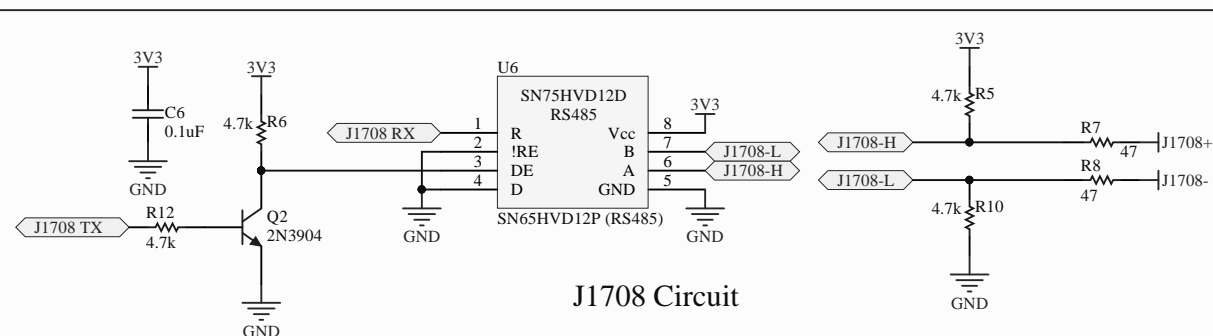 3V3
C6
0.1uF
GND
3V3
4.7k
R6
J1708 TX
R12
4.7k
Q2
2N3904
GND
J1708 RX
U6
SN75HVD12D
RS485
1
R
2
!RE
3
DE
4
D
8
Vcc
7
B
6
A
5
GND
SN65HVD12P (RS485)
GND
3V3
J1708-L
J1708-H
GND
J1708 Circuit
3V3
4.7k
R5
J1708-H
R7
47
J1708+
J1708-L
R8
47
J1708-
4.7k
R10
GND